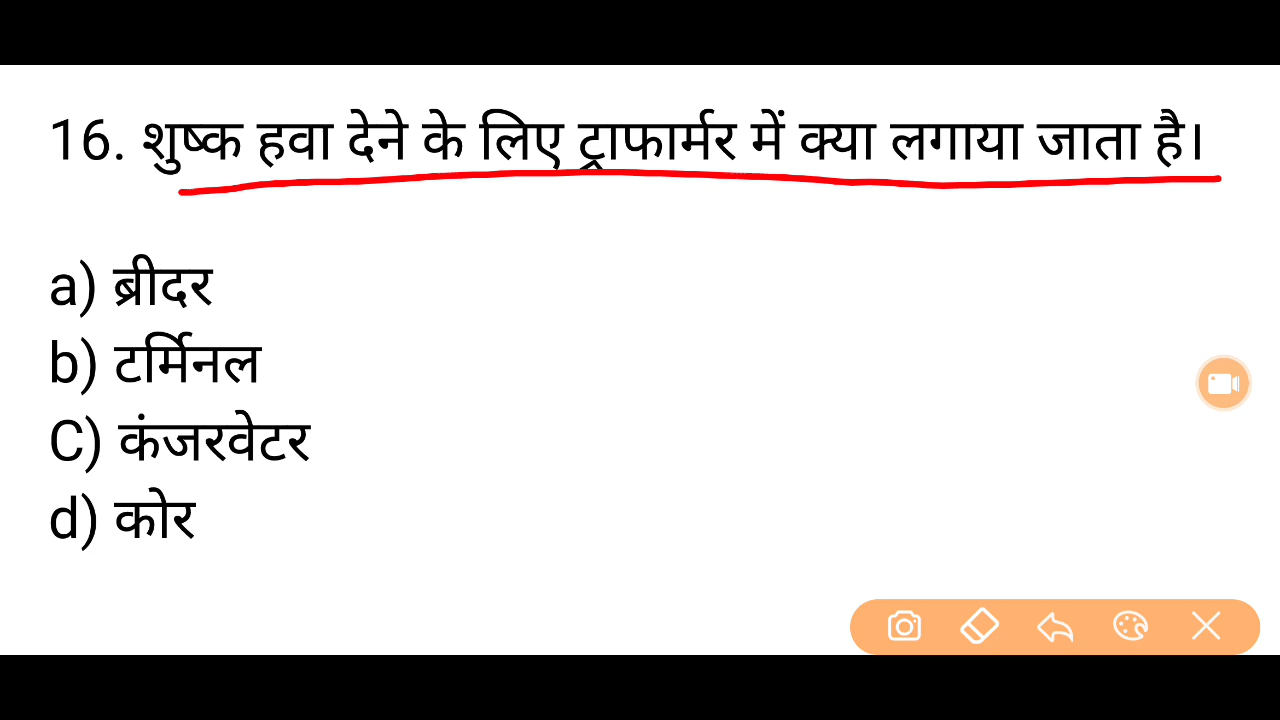 16. शुष्क हवा देने के लिए ट्राफार्मर में क्या लगाया जाता है।
a) ब्रीदर
b) टर्मिनल
C) कंजरवेटर
d) कोर